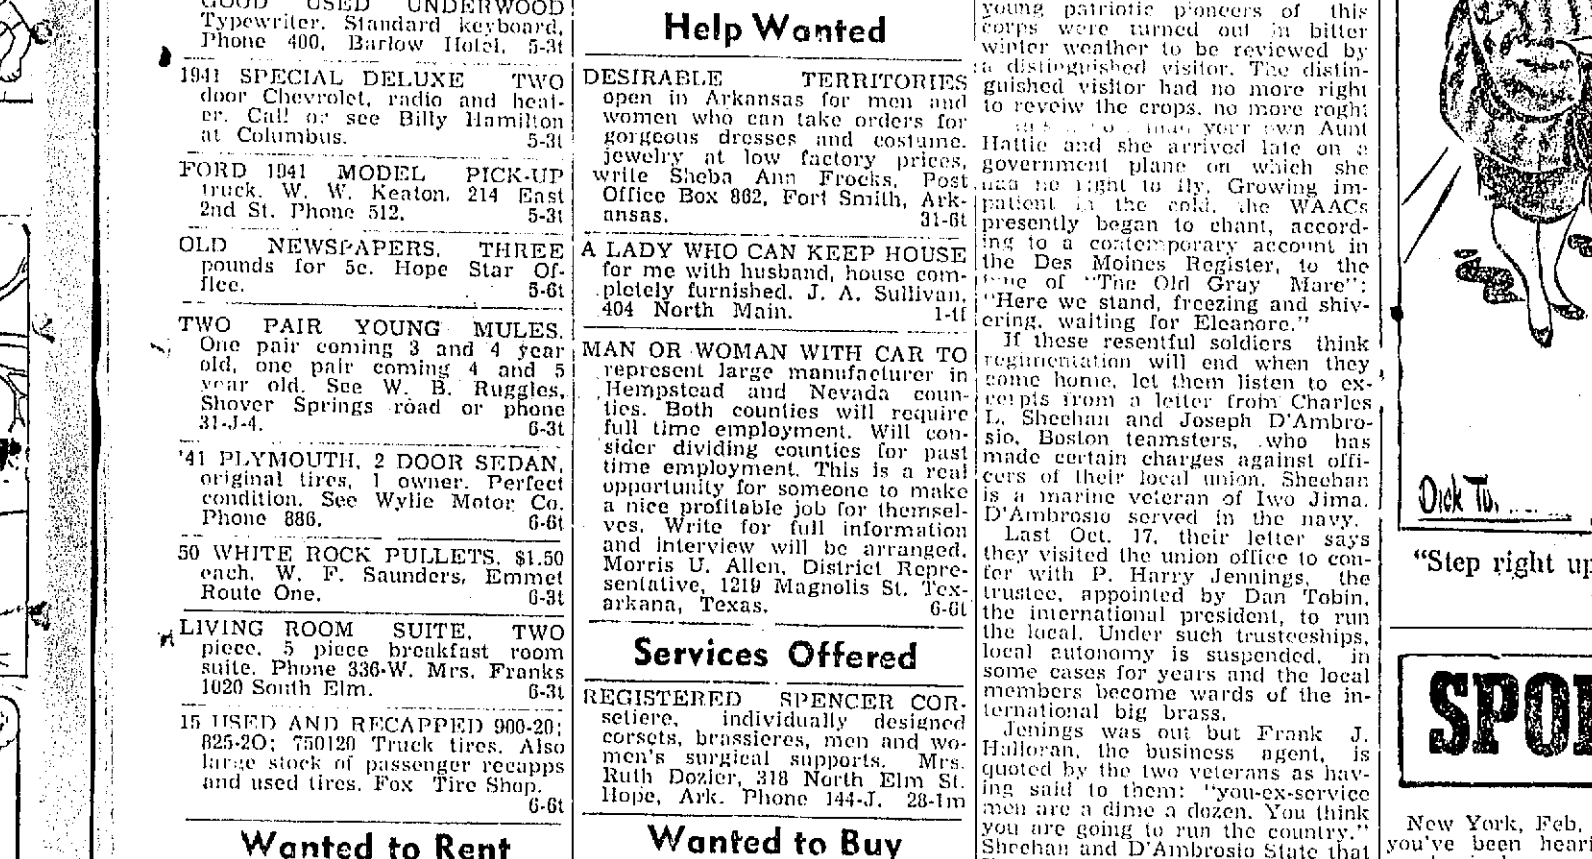 GOOD USED UNDERWOOD
Typewriter. Standard keyboard.
Phone 400, Barlow Hotel. 5-3t
1941 SPECIAL DELUXE TWO
door Chevrolet, radio and heat-
er. Call or see Billy Hamilton
at Columbus. 5-3t
FORD 1941 MODEL PICK-UP
truck. W. W. Keaton. 214 East
2nd St. Phone 512. 5-3t
OLD NEWSPAPERS. THREE
pounds for 5c. Hope Star Of-
fice. 5-6t
TWO PAIR YOUNG MULES.
One pair coming 3 and 4 year
old, one pair coming 4 and 5
year old. See W. B. Ruggles,
Shover Springs road or phone
31-J-4. 6-3t
'41 PLYMOUTH, 2 DOOR SEDAN,
original tires, 1 owner. Perfect
condition. See Wylie Motor Co.
Phone 886. 6-6t
50 WHITE ROCK PULLETS. $1.50
each. W. F. Saunders, Emmet
Route One. 6-3t
LIVING ROOM SUITE, TWO
piece. 5 piece breakfast room
suite. Phone 336-W. Mrs. Franks
1020 South Elm. 6-3t
15 USED AND RECAPPED 900-20;
825-20; 750120 Truck tires. Also
large stock of passenger recapps
and used tires. Fox Tire Shop.
6-6t
Wanted to Rent
Help Wanted
DESIRABLE TERRITORIES
open in Arkansas for men and
women who can take orders for
gorgeous dresses and costume.
jewelry at low factory prices,
write Sheba Ann Frocks, Post
Office Box 862, Fort Smith, Ark-
ansas. 31-6t
A LADY WHO CAN KEEP HOUSE
for me with husband, house com-
pletely furnished. J. A. Sullivan,
404 North Main. 1-tf
MAN OR WOMAN WITH CAR TO
represent large manufacturer in
Hempstead and Nevada coun-
ties. Both counties will require
full time employment. Will con-
sider dividing counties for past
time employment. This is a real
opportunity for someone to make
a nice profitable job for themsel-
ves. Write for full information
and interview will be arranged.
Morris U. Allen, District Repre-
sentative, 1219 Magnolis St. Tex-
arkana, Texas. 6-6t
Services Offered
REGISTERED SPENCER COR-
setiere, individually designed
corsets, brassieres, men and wo-
men's surgical supports. Mrs.
Ruth Dozier, 318 North Elm St.
Hope, Ark. Phone 144-J. 28-1m
Wanted to Buy
young patriotic pioneers of this
corps were turned out in bitter
winter weather to be reviewed by
a distinguished visitor. The distin-
guished visitor had no more right
to reveiw the crops. no more roght
than your own Aunt
Hattie and she arrived late on a
government plane on which she
had no right to fly. Growing im-
patient in the cold, the WAACs
presently began to chant, accord-
ing to a contemporary account in
the Des Moines Register, to the
tune of "The Old Gray Mare":
"Here we stand, freezing and shiv-
ering, waiting for Eleanore."
If these resentful soldiers think
regimentation will end when they
come home, let them listen to ex-
cerpts from a letter from Charles
L. Sheehan and Joseph D'Ambro-
sio, Boston teamsters, who has
made certain charges against offi-
cers of their local union. Sheehan
is a marine veteran of Iwo Jima.
D'Ambrosio served in the navy.
Last Oct. 17, their letter says
they visited the union office to con-
fer with P. Harry Jennings, the
trustee, appointed by Dan Tobin,
the international president, to run
the local. Under such trusteeships,
local autonomy is suspended, in
some cases for years and the local
members become wards of the in-
ternational big brass.
Jenings was out but Frank J.
Halloran, the business agent, is
quoted by the two veterans as hav-
ing said to them: "you-ex-service
men are a dime a dozen. You think
you are going to run the country."
Sheehan and D'Ambrosio State that
Dick Tu
"Step right up
SPO
New York, Feb.
you've been hear